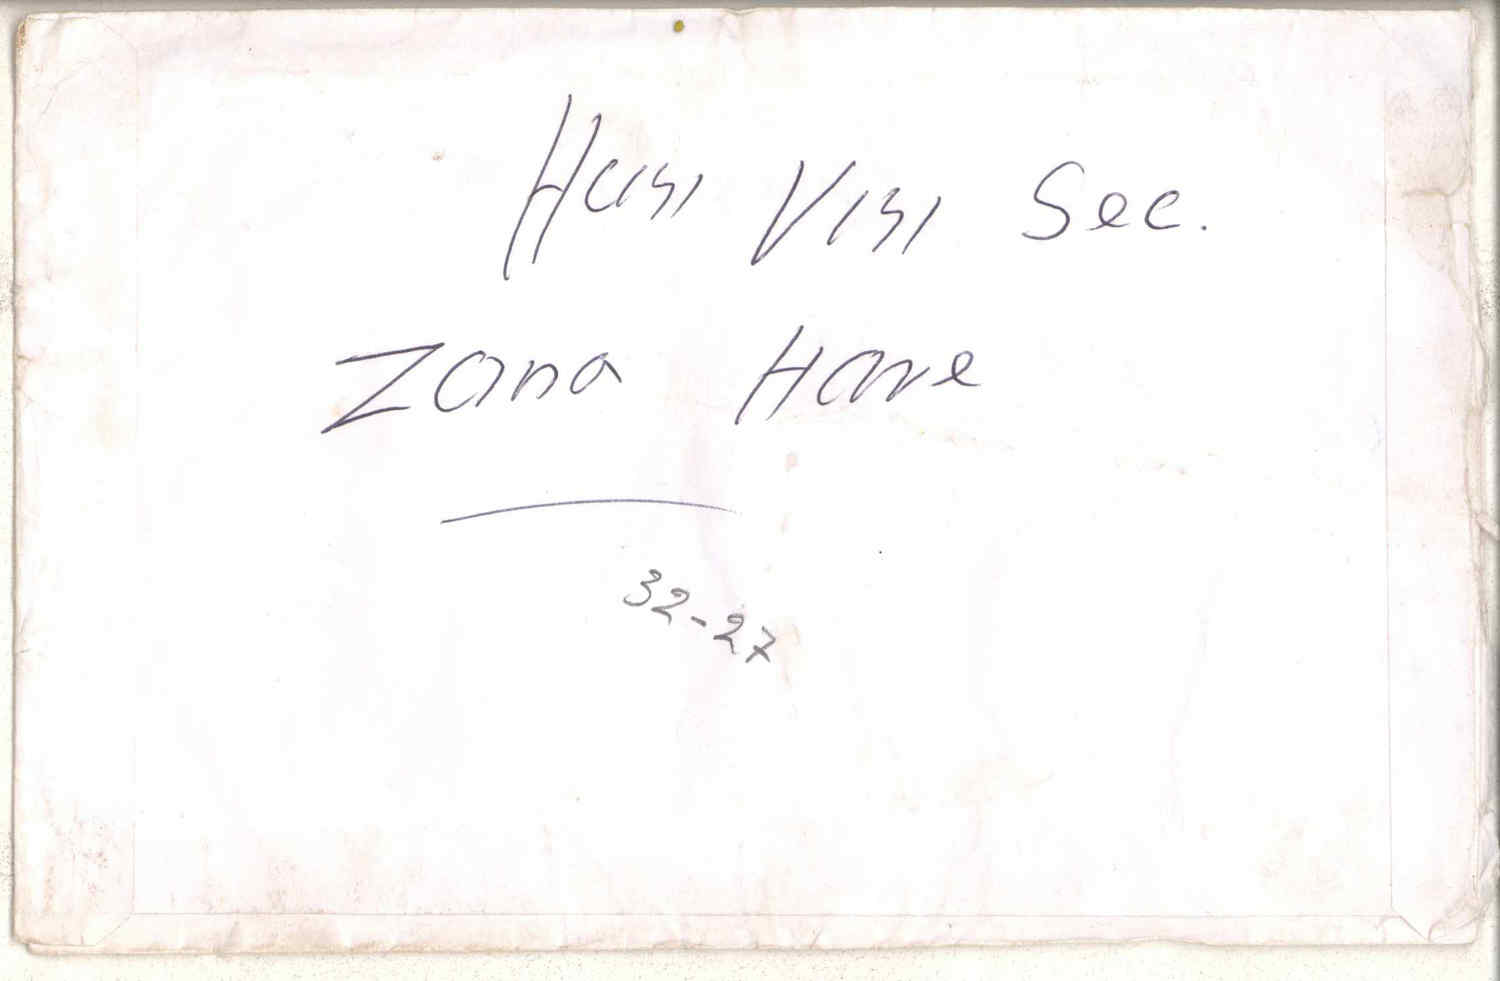 Husi Visi Sec.
Zona Hare
32-27